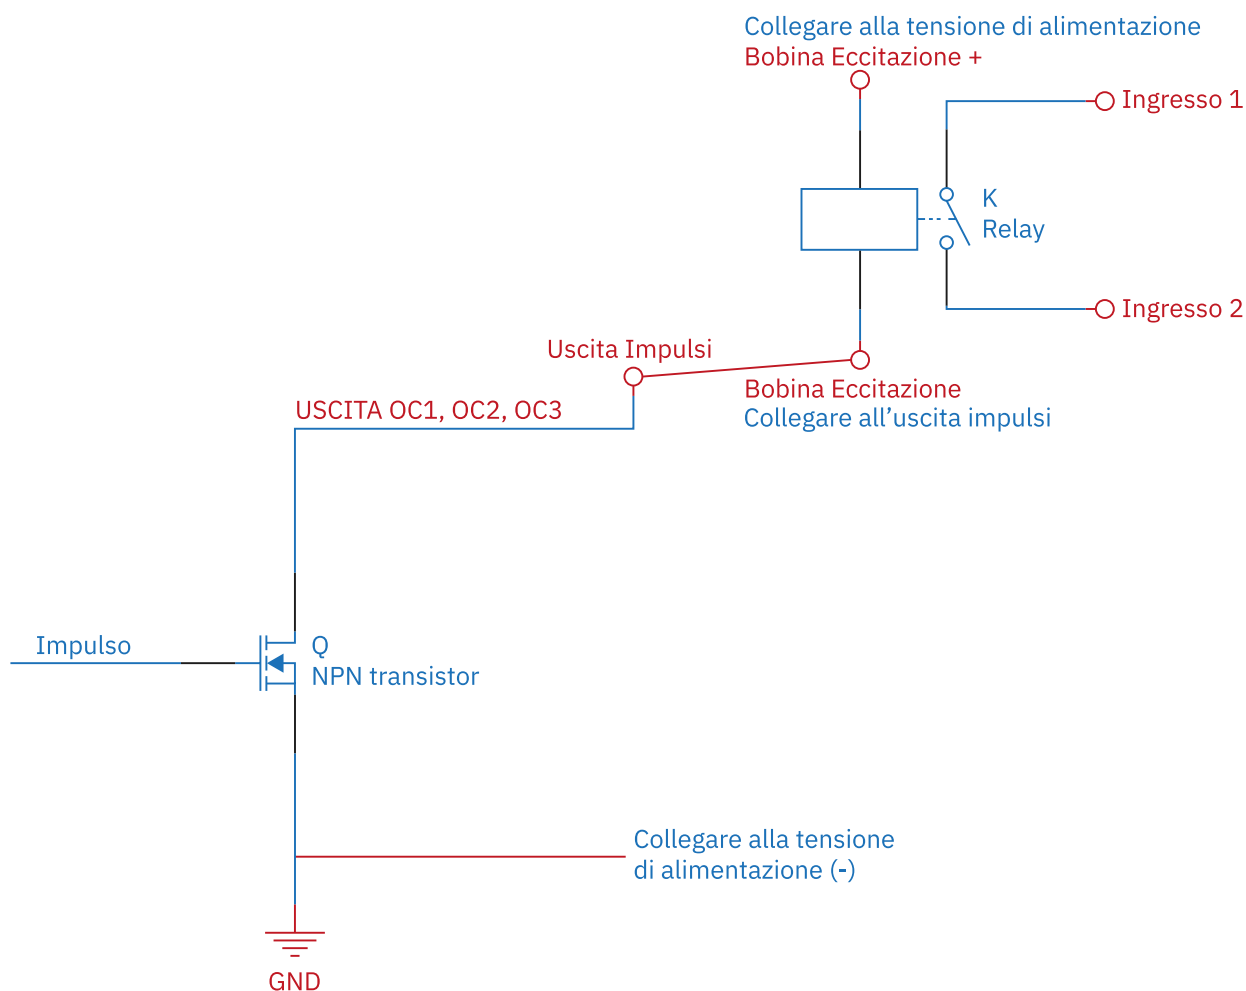 Collegare alla tensione di alimentazione
Bobina Eccitazione +
Ingresso 1
K
Relay
Ingresso 2
Uscita Impulsi
Bobina Eccitazione
Collegare all’uscita impulsi
USCITA OC1, OC2, OC3
Impulso
Q
NPN transistor
Collegare alla tensione
di alimentazione (-)
GND